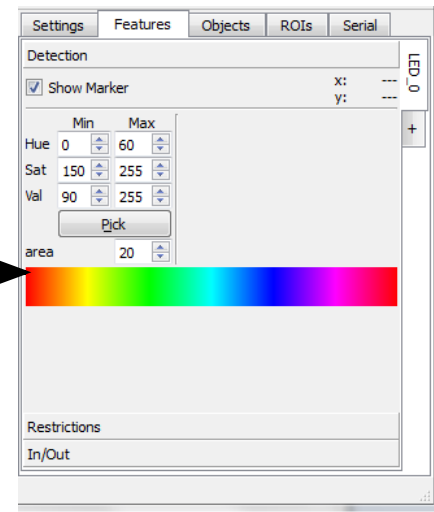 Settings Features Objects ROIs Serial
Detection
LED_0
Show Marker x: ---
y: ---
+
Min Max
Hue 0 60
Sat 150 255
Val 90 255
Pick
area 20
Restrictions
In/Out